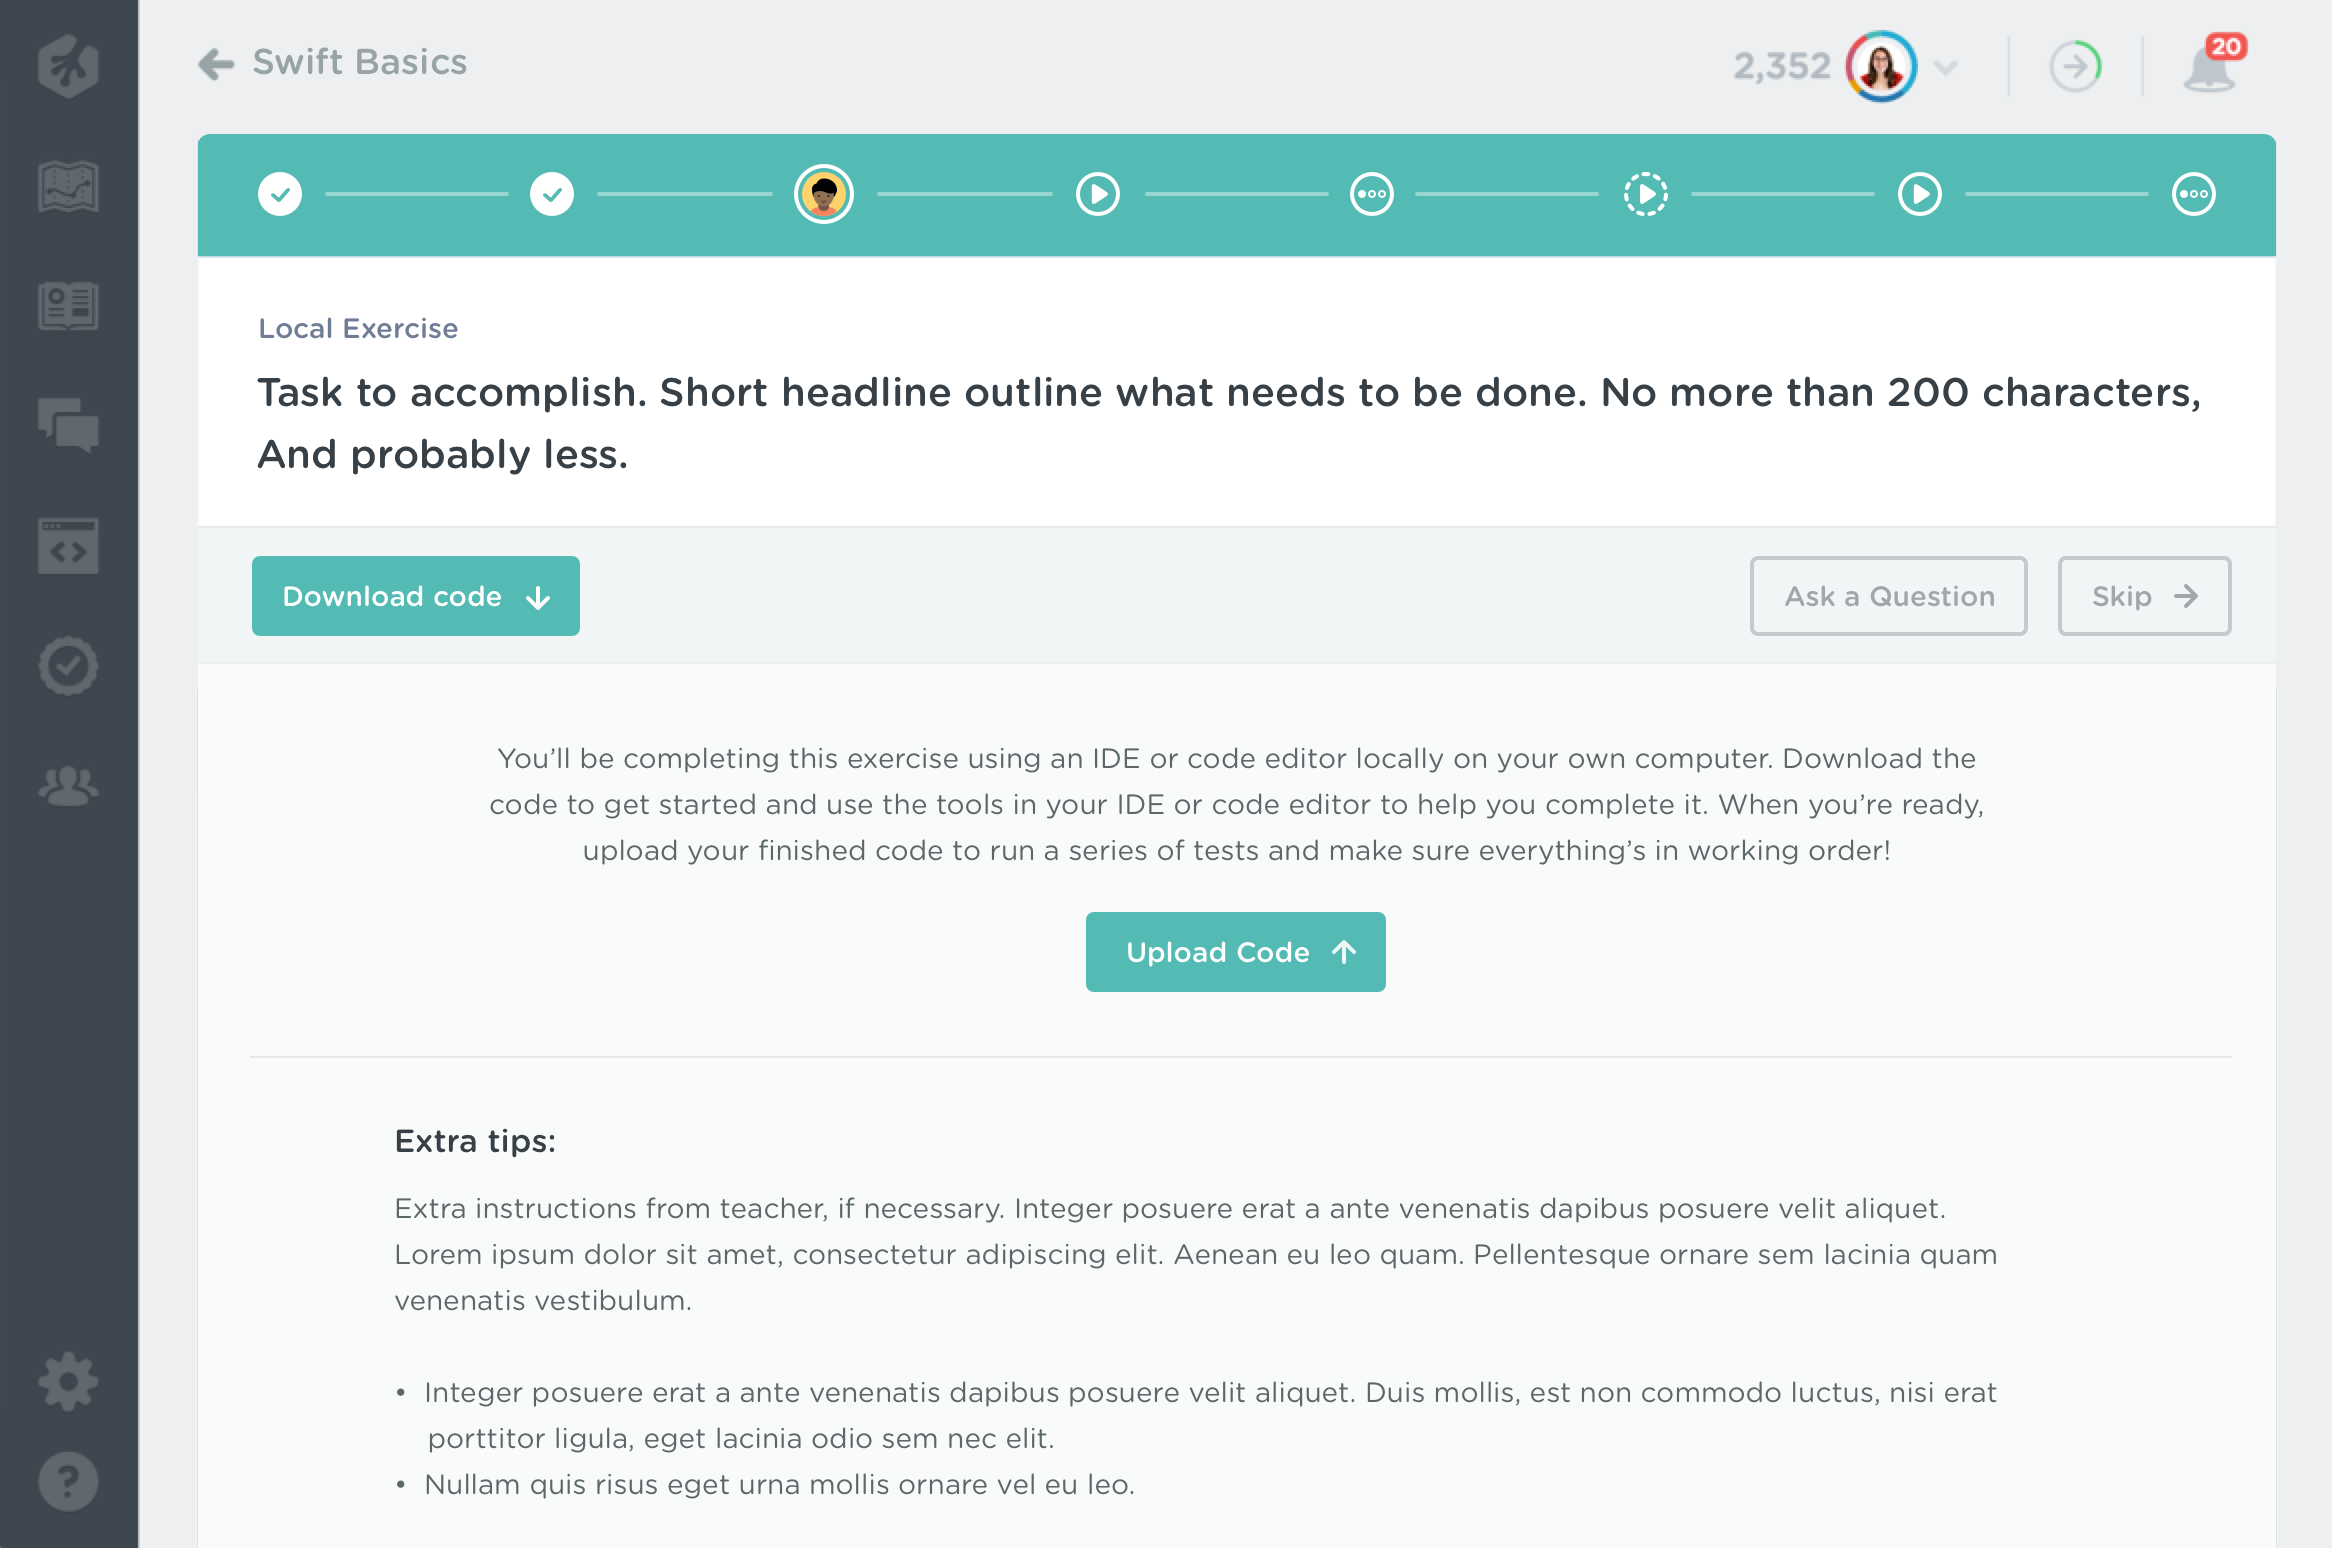 Swift Basics
2,352
20
Local Exercise
Task to accomplish. Short headline outline what needs to be done. No more than 200 characters,
And probably less.
Download code
Ask a Question
Skip
You’ll be completing this exercise using an IDE or code editor locally on your own computer. Download the
code to get started and use the tools in your IDE or code editor to help you complete it. When you’re ready,
upload your finished code to run a series of tests and make sure everything’s in working order!
Upload Code
Extra tips:
Extra instructions from teacher, if necessary. Integer posuere erat a ante venenatis dapibus posuere velit aliquet.
Lorem ipsum dolor sit amet, consectetur adipiscing elit. Aenean eu leo quam. Pellentesque ornare sem lacinia quam
venenatis vestibulum.
• Integer posuere erat a ante venenatis dapibus posuere velit aliquet. Duis mollis, est non commodo luctus, nisi erat
porttitor ligula, eget lacinia odio sem nec elit.
• Nullam quis risus eget urna mollis ornare vel eu leo.
?